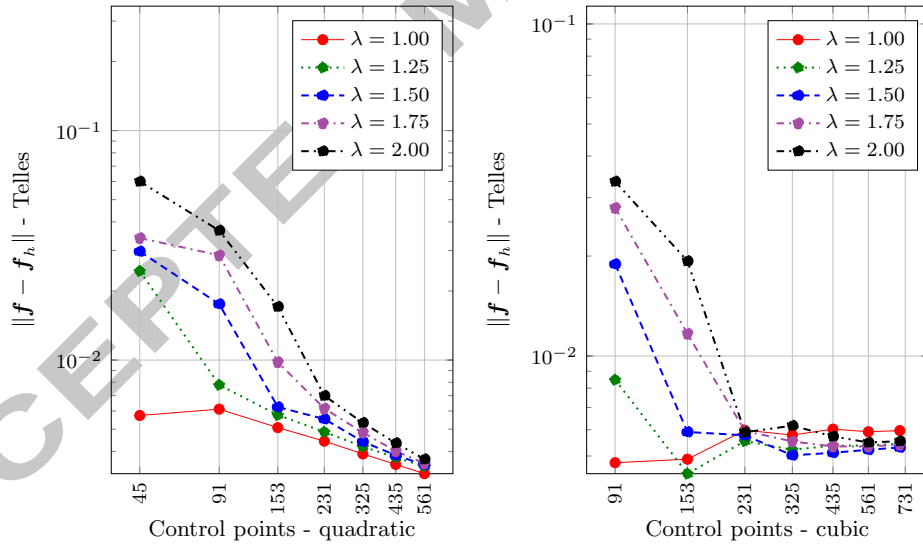 λ = 1.00
λ = 1.25
λ = 1.50
λ = 1.75
λ = 2.00
10⁻¹
10⁻²
‖f − f_h‖ - Telles
45
91
153
231
325
435
561
Control points - quadratic
λ = 1.00
λ = 1.25
λ = 1.50
λ = 1.75
λ = 2.00
10⁻¹
10⁻²
‖f − f_h‖ - Telles
91
153
231
325
435
561
731
Control points - cubic
CEPTE
M